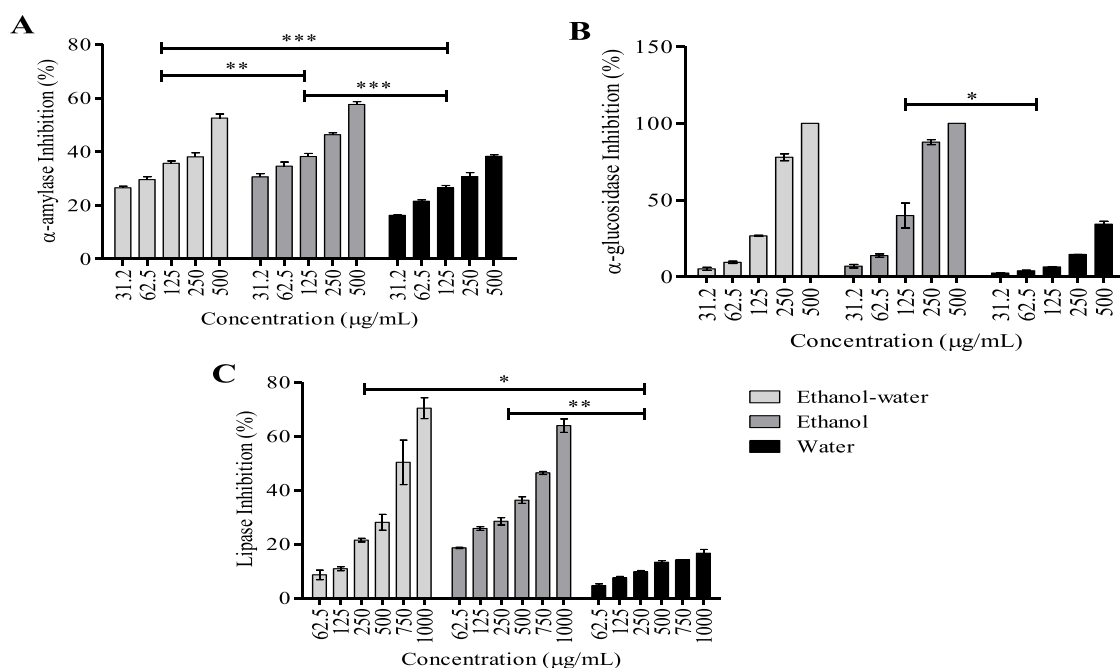 A
α-amylase Inhibition (%)
80
60
40
20
0
***
**
***
31.2 62.5 125 250 500 31.2 62.5 125 250 500 31.2 62.5 125 250 500
Concentration (μg/mL)
B
α-glucosidase Inhibition (%)
150
100
50
0
*
31.2 62.5 125 250 500 31.2 62.5 125 250 500 31.2 62.5 125 250 500
Concentration (μg/mL)
C
Lipase Inhibition (%)
80
60
40
20
0
*
**
62.5 125 250 500 750 1000 62.5 125 250 500 750 1000 62.5 125 250 500 750 1000
Concentration (μg/mL)
Ethanol-water
Ethanol
Water